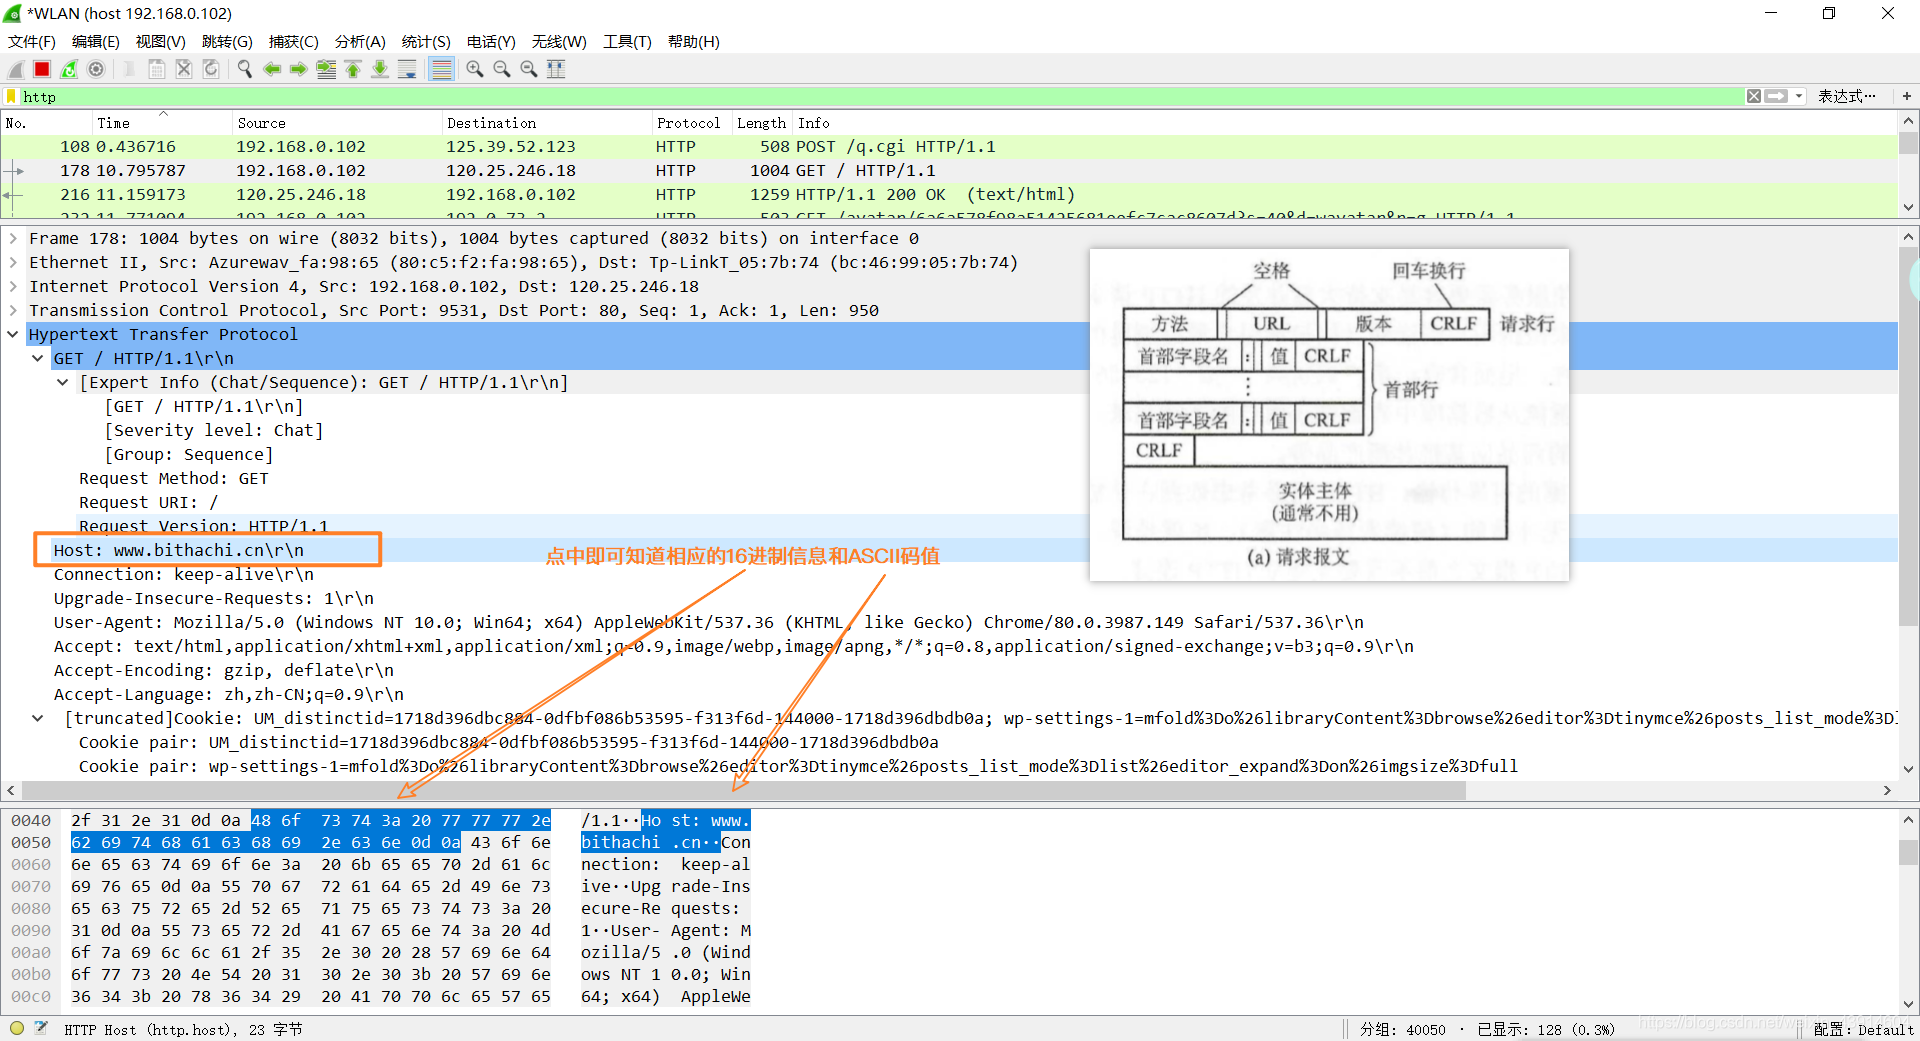 *WLAN (host 192.168.0.102)
文件(F) 编辑(E) 视图(V) 跳转(G) 捕获(C) 分析(A) 统计(S) 电话(Y) 无线(W) 工具(T) 帮助(H)
http
表达式… +
No. Time Source Destination Protocol Length Info
108 0.436716 192.168.0.102 125.39.52.123 HTTP 508 POST /q.cgi HTTP/1.1
178 10.795787 192.168.0.102 120.25.246.18 HTTP 1004 GET / HTTP/1.1
216 11.159173 120.25.246.18 192.168.0.102 HTTP 1259 HTTP/1.1 200 OK (text/html)
Frame 178: 1004 bytes on wire (8032 bits), 1004 bytes captured (8032 bits) on interface 0
Ethernet II, Src: Azurewav_fa:98:65 (80:c5:f2:fa:98:65), Dst: Tp-LinkT_05:7b:74 (bc:46:99:05:7b:74)
Internet Protocol Version 4, Src: 192.168.0.102, Dst: 120.25.246.18
Transmission Control Protocol, Src Port: 9531, Dst Port: 80, Seq: 1, Ack: 1, Len: 950
Hypertext Transfer Protocol
GET / HTTP/1.1\r\n
[Expert Info (Chat/Sequence): GET / HTTP/1.1\r\n]
[GET / HTTP/1.1\r\n]
[Severity level: Chat]
[Group: Sequence]
Request Method: GET
Request URI: /
Request Version: HTTP/1.1
Host: www.bithachi.cn\r\n
Connection: keep-alive\r\n
Upgrade-Insecure-Requests: 1\r\n
User-Agent: Mozilla/5.0 (Windows NT 10.0; Win64; x64) AppleWebKit/537.36 (KHTML, like Gecko) Chrome/80.0.3987.149 Safari/537.36\r\n
Accept: text/html,application/xhtml+xml,application/xml;q=0.9,image/webp,image/apng,*/*;q=0.8,application/signed-exchange;v=b3;q=0.9\r\n
Accept-Encoding: gzip, deflate\r\n
Accept-Language: zh,zh-CN;q=0.9\r\n
[truncated]Cookie: UM_distinctid=1718d396dbc884-0dfbf086b53595-f313f6d-144000-1718d396dbdb0a; wp-settings-1=mfold%3Do%26libraryContent%3Dbrowse%26editor%3Dtinymce%26posts_list_mode%3Dl
Cookie pair: UM_distinctid=1718d396dbc884-0dfbf086b53595-f313f6d-144000-1718d396dbdb0a
Cookie pair: wp-settings-1=mfold%3Do%26libraryContent%3Dbrowse%26editor%3Dtinymce%26posts_list_mode%3Dlist%26editor_expand%3Don%26imgsize%3Dfull
点中即可知道相应的16进制信息和ASCII码值
空格 回车换行
方法 URL 版本 CRLF 请求行
首部字段名 : 值 CRLF
⋮
首部行
首部字段名 : 值 CRLF
CRLF
实体主体
(通常不用)
(a) 请求报文
0040 2f 31 2e 31 0d 0a 48 6f 73 74 3a 20 77 77 77 2e /1.1··Ho st: www.
0050 62 69 74 68 61 63 68 69 2e 63 6e 0d 0a 43 6f 6e bithachi .cn··Con
0060 6e 65 63 74 69 6f 6e 3a 20 6b 65 65 70 2d 61 6c nection: keep-al
0070 69 76 65 0d 0a 55 70 67 72 61 64 65 2d 49 6e 73 ive··Upg rade-Ins
0080 65 63 75 72 65 2d 52 65 71 75 65 73 74 73 3a 20 ecure-Re quests:
0090 31 0d 0a 55 73 65 72 2d 41 67 65 6e 74 3a 20 4d 1··User- Agent: M
00a0 6f 7a 69 6c 6c 61 2f 35 2e 30 20 28 57 69 6e 64 ozilla/5 .0 (Wind
00b0 6f 77 73 20 4e 54 20 31 30 2e 30 3b 20 57 69 6e ows NT 1 0.0; Win
00c0 36 34 3b 20 78 36 34 29 20 41 70 70 6c 65 57 65 64; x64) AppleWe
HTTP Host (http.host), 23 字节
分组: 40050 · 已显示: 128 (0.3%)
配置: Default